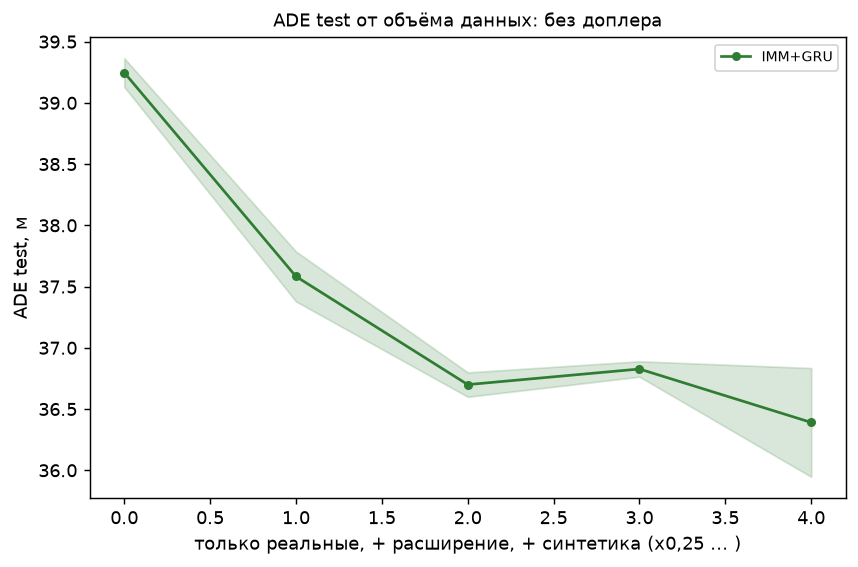 ADE test от объёма данных: без доплера
IMM+GRU
ADE test, м
39.5
39.0
38.5
38.0
37.5
37.0
36.5
36.0
0.0 0.5 1.0 1.5 2.0 2.5 3.0 3.5 4.0
только реальные, + расширение, + синтетика (x0,25 ... )